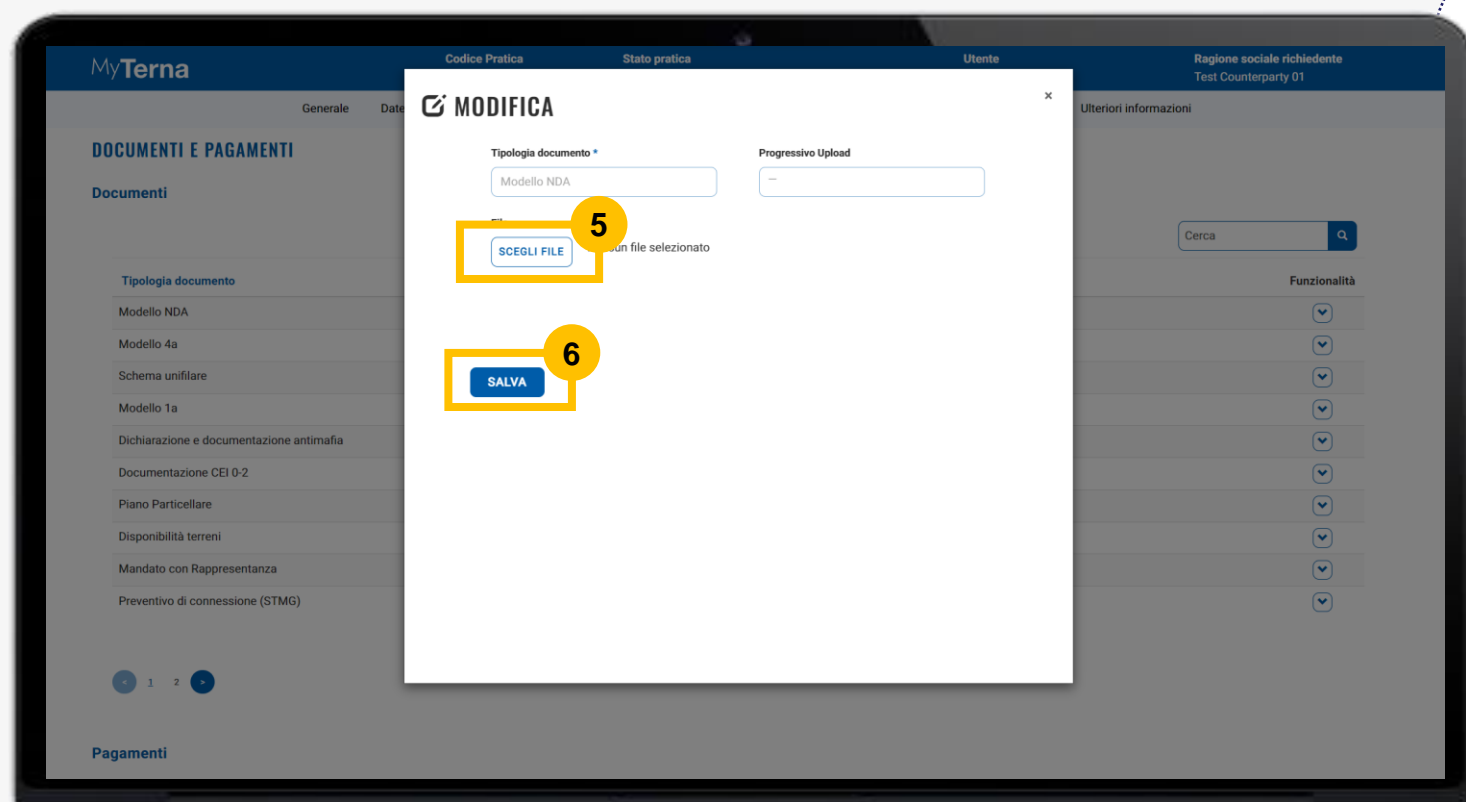 MyTerna
Codice Pratica
Stato pratica
Utente
Ragione sociale richiedente
Test Counterparty 01
Generale
Date
Ulteriori informazioni
DOCUMENTI E PAGAMENTI
Documenti
MODIFICA
×
Tipologia documento *
Progressivo Upload
Modello NDA
—
5
SCEGLI FILE
file selezionato
6
SALVA
Cerca
Tipologia documento
Funzionalità
Modello NDA
Modello 4a
Schema unifilare
Modello 1a
Dichiarazione e documentazione antimafia
Documentazione CEI 0-2
Piano Particellare
Disponibilità terreni
Mandato con Rappresentanza
Preventivo di connessione (STMG)
< 1 2 >
Pagamenti